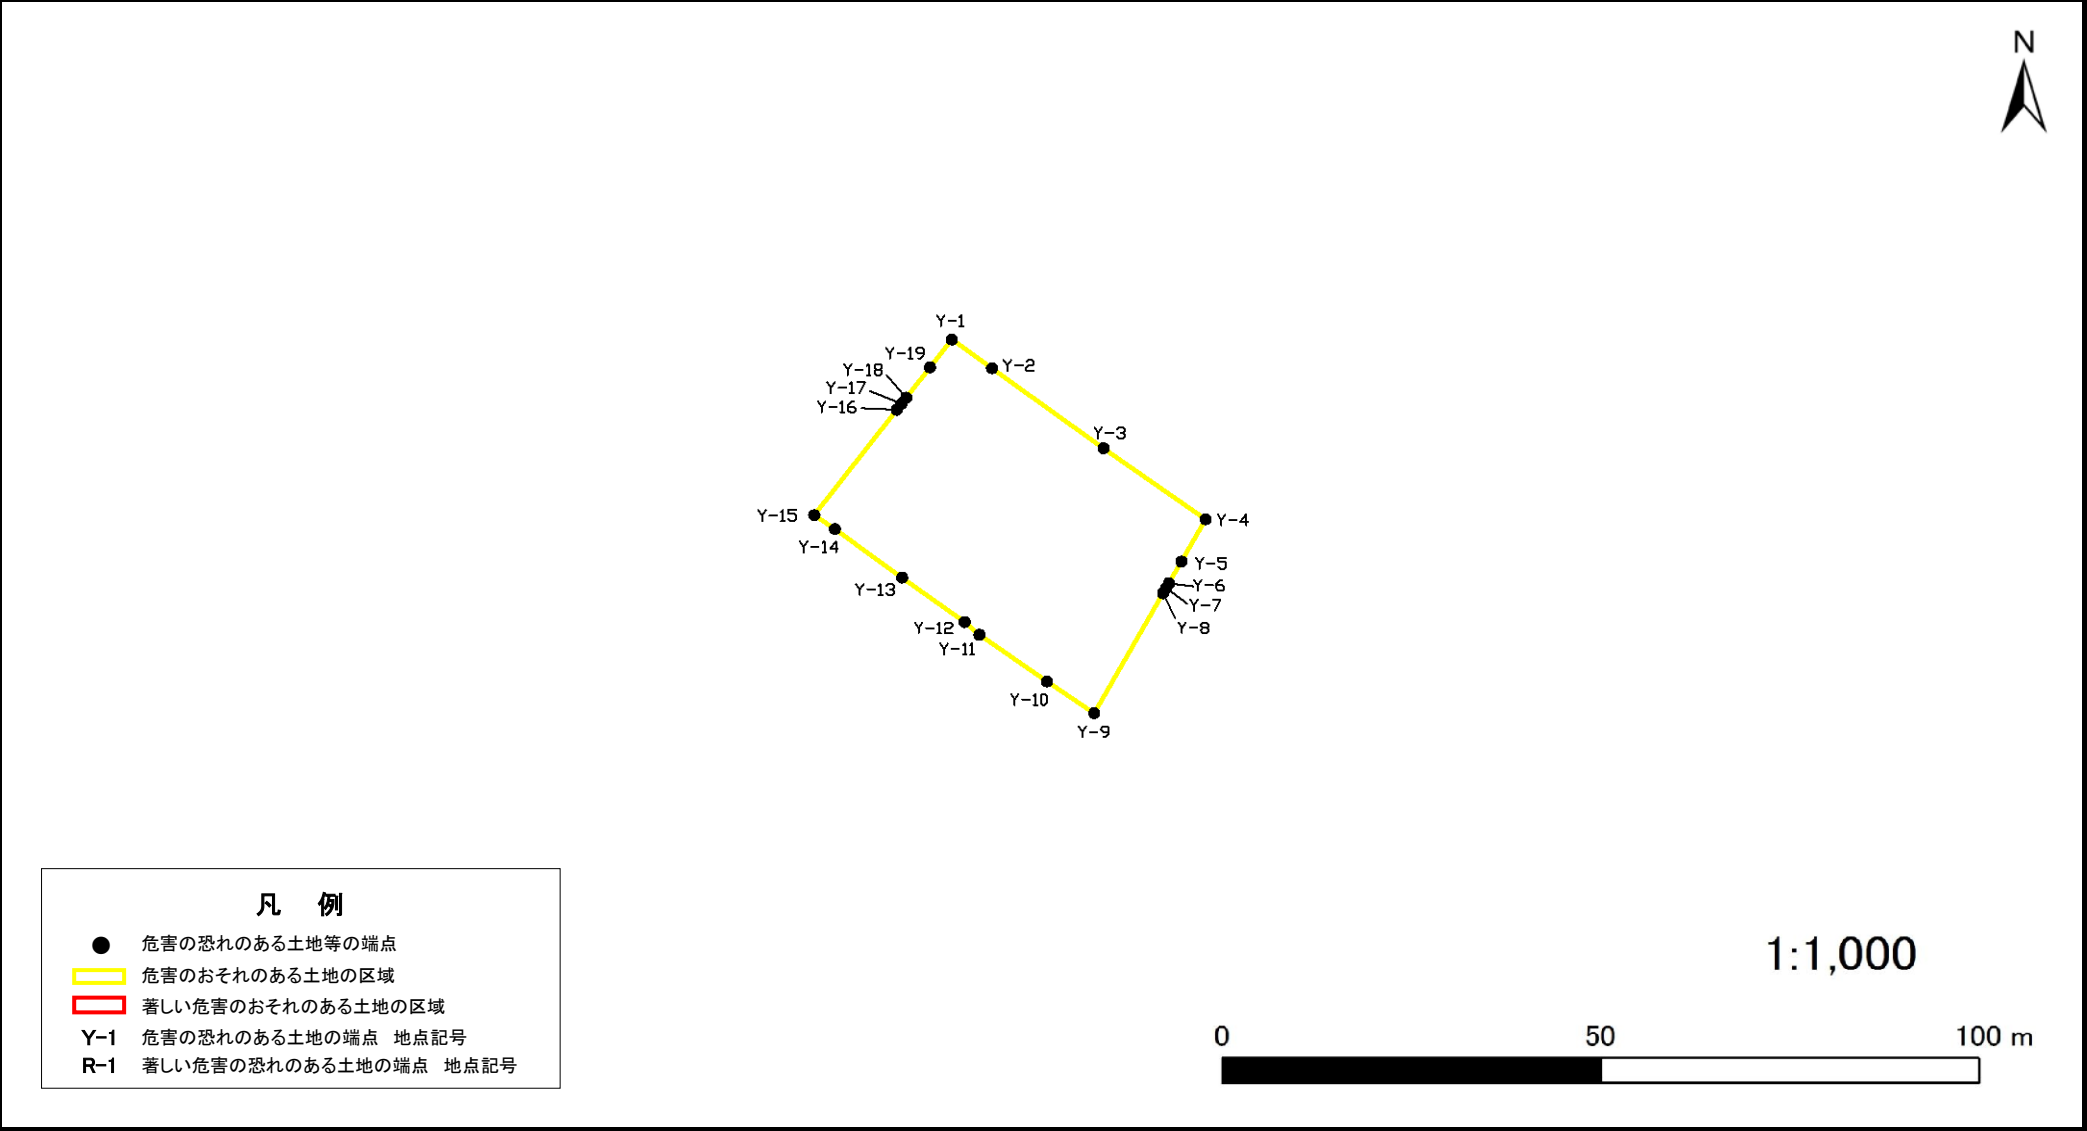 N
Y-1
Y-19
Y-2
Y-18
Y-17
Y-16
Y-3
Y-15
Y-4
Y-14
Y-5
Y-13
Y-6
Y-7
Y-12
Y-8
Y-11
Y-10
Y-9
凡 例
危害の恐れのある土地等の端点
危害のおそれのある土地の区域
著しい危害のおそれのある土地の区域
Y-1 危害の恐れのある土地の端点 地点記号
R-1 著しい危害の恐れのある土地の端点 地点記号
1:1,000
0 50 100 m